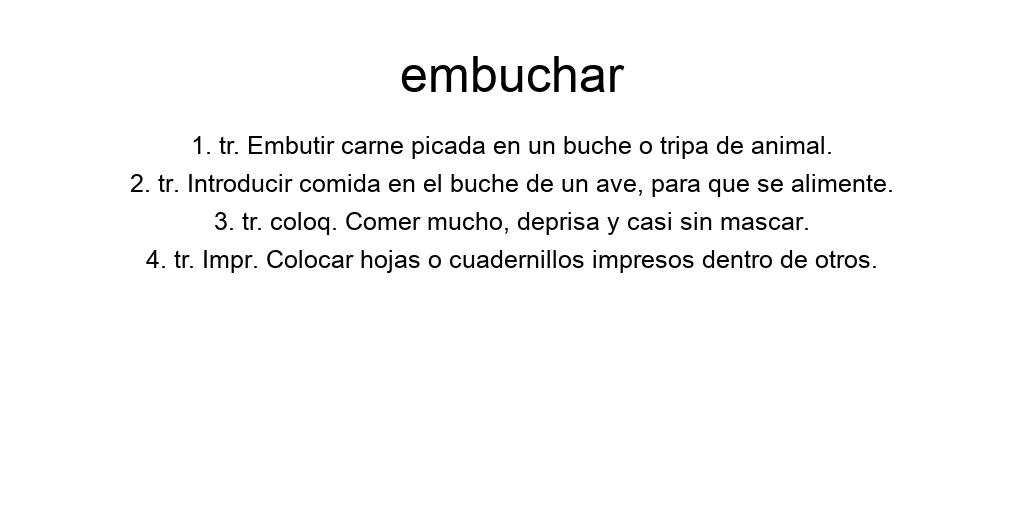 embuchar
1. tr. Embutir carne picada en un buche o tripa de animal.
2. tr. Introducir comida en el buche de un ave, para que se alimente.
3. tr. coloq. Comer mucho, deprisa y casi sin mascar.
4. tr. Impr. Colocar hojas o cuadernillos impresos dentro de otros.